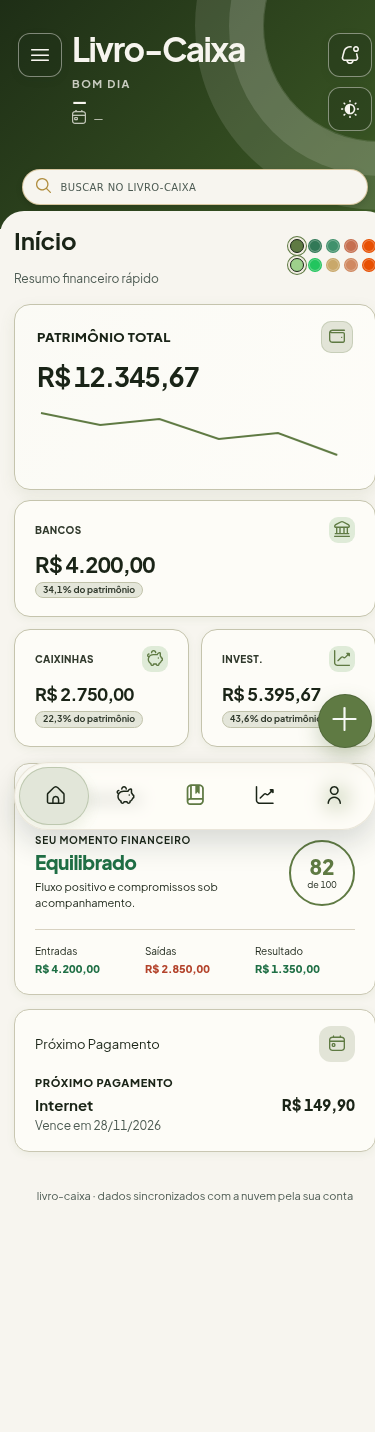 Livro-Caixa
BOM DIA
—
—
BUSCAR NO LIVRO-CAIXA
Início
Resumo financeiro rápido
PATRIMÔNIO TOTAL
R$ 12.345,67
BANCOS
R$ 4.200,00
34,1% do patrimônio
CAIXINHAS
R$ 2.750,00
22,3% do patrimônio
INVEST.
R$ 5.395,67
43,6% do patrimônio
SEU MOMENTO FINANCEIRO
Equilibrado
Fluxo positivo e compromissos sob
acompanhamento.
82
de 100
Entradas
Saídas
Resultado
R$ 4.200,00
R$ 2.850,00
R$ 1.350,00
Próximo Pagamento
PRÓXIMO PAGAMENTO
Internet
R$ 149,90
Vence em 28/11/2026
livro-caixa · dados sincronizados com a nuvem pela sua conta